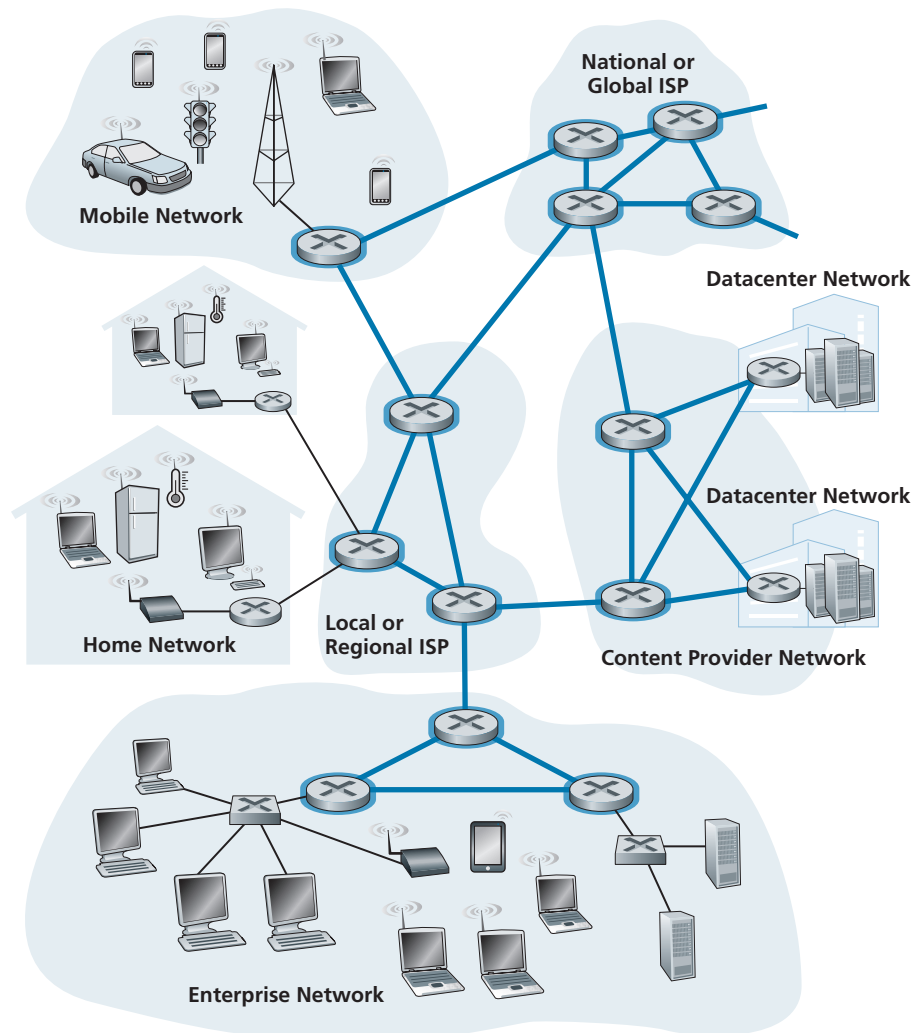 National or
Global ISP
Mobile Network
Datacenter Network
Datacenter Network
Home Network
Local or
Regional ISP
Content Provider Network
Enterprise Network